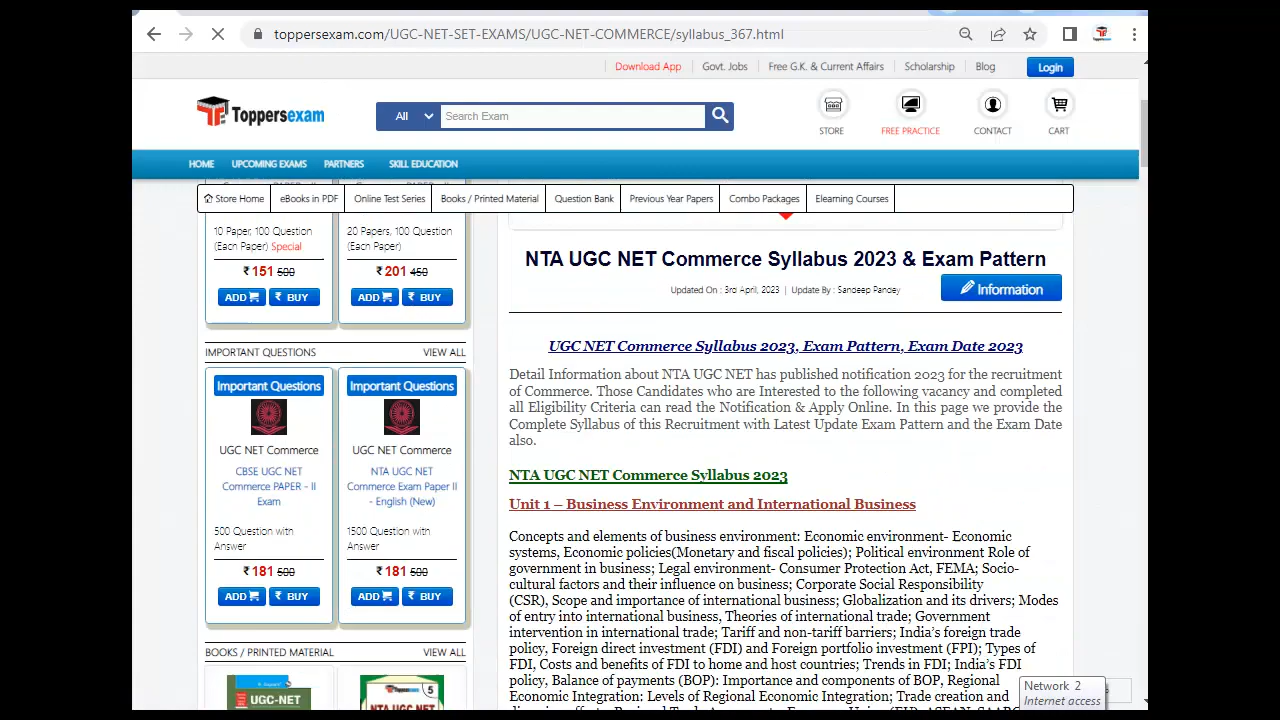 toppersexam.com/UGC-NET-SET-EXAMS/UGC-NET-COMMERCE/syllabus_367.html
Download App
Govt. Jobs
Free G.K. & Current Affairs
Scholarship
Blog
Login
Toppersexam
All
Search Exam
STORE
FREE PRACTICE
CONTACT
CART
HOME
UPCOMING EXAMS
PARTNERS
SKILL EDUCATION
Store Home
eBooks in PDF
Online Test Series
Books / Printed Material
Question Bank
Previous Year Papers
Combo Packages
Elearning Courses
10 Paper, 100 Question
(Each Paper) Special
₹ 151 500
ADD ₹ BUY
20 Papers, 100 Question
(Each Paper)
₹ 201 450
ADD ₹ BUY
IMPORTANT QUESTIONS
VIEW ALL
Important Questions
UGC NET Commerce
CBSE UGC NET
Commerce PAPER - II
Exam
500 Question with
Answer
₹ 181 500
ADD ₹ BUY
Important Questions
UGC NET Commerce
NTA UGC NET
Commerce Exam Paper II
- English (New)
1500 Question with
Answer
₹ 181 500
ADD ₹ BUY
BOOKS / PRINTED MATERIAL
VIEW ALL
UGC-NET
Toppersexam 5
NTA UGC NET
NTA UGC NET Commerce Syllabus 2023 & Exam Pattern
Updated On : 3rd April, 2023 | Update By : Sandeep Pandey
Information
UGC NET Commerce Syllabus 2023, Exam Pattern, Exam Date 2023
Detail Information about NTA UGC NET has published notification 2023 for the recruitment
of Commerce. Those Candidates who are Interested to the following vacancy and completed
all Eligibility Criteria can read the Notification & Apply Online. In this page we provide the
Complete Syllabus of this Recruitment with Latest Update Exam Pattern and the Exam Date
also.
NTA UGC NET Commerce Syllabus 2023
Unit 1 – Business Environment and International Business
Concepts and elements of business environment: Economic environment- Economic
systems, Economic policies(Monetary and fiscal policies); Political environment Role of
government in business; Legal environment- Consumer Protection Act, FEMA; Socio-
cultural factors and their influence on business; Corporate Social Responsibility
(CSR), Scope and importance of international business; Globalization and its drivers; Modes
of entry into international business, Theories of international trade; Government
intervention in international trade; Tariff and non-tariff barriers; India's foreign trade
policy, Foreign direct investment (FDI) and Foreign portfolio investment (FPI); Types of
FDI, Costs and benefits of FDI to home and host countries; Trends in FDI; India's FDI
policy, Balance of payments (BOP): Importance and components of BOP, Regional
Economic Integration: Levels of Regional Economic Integration; Trade creation and
Network 2
Internet access